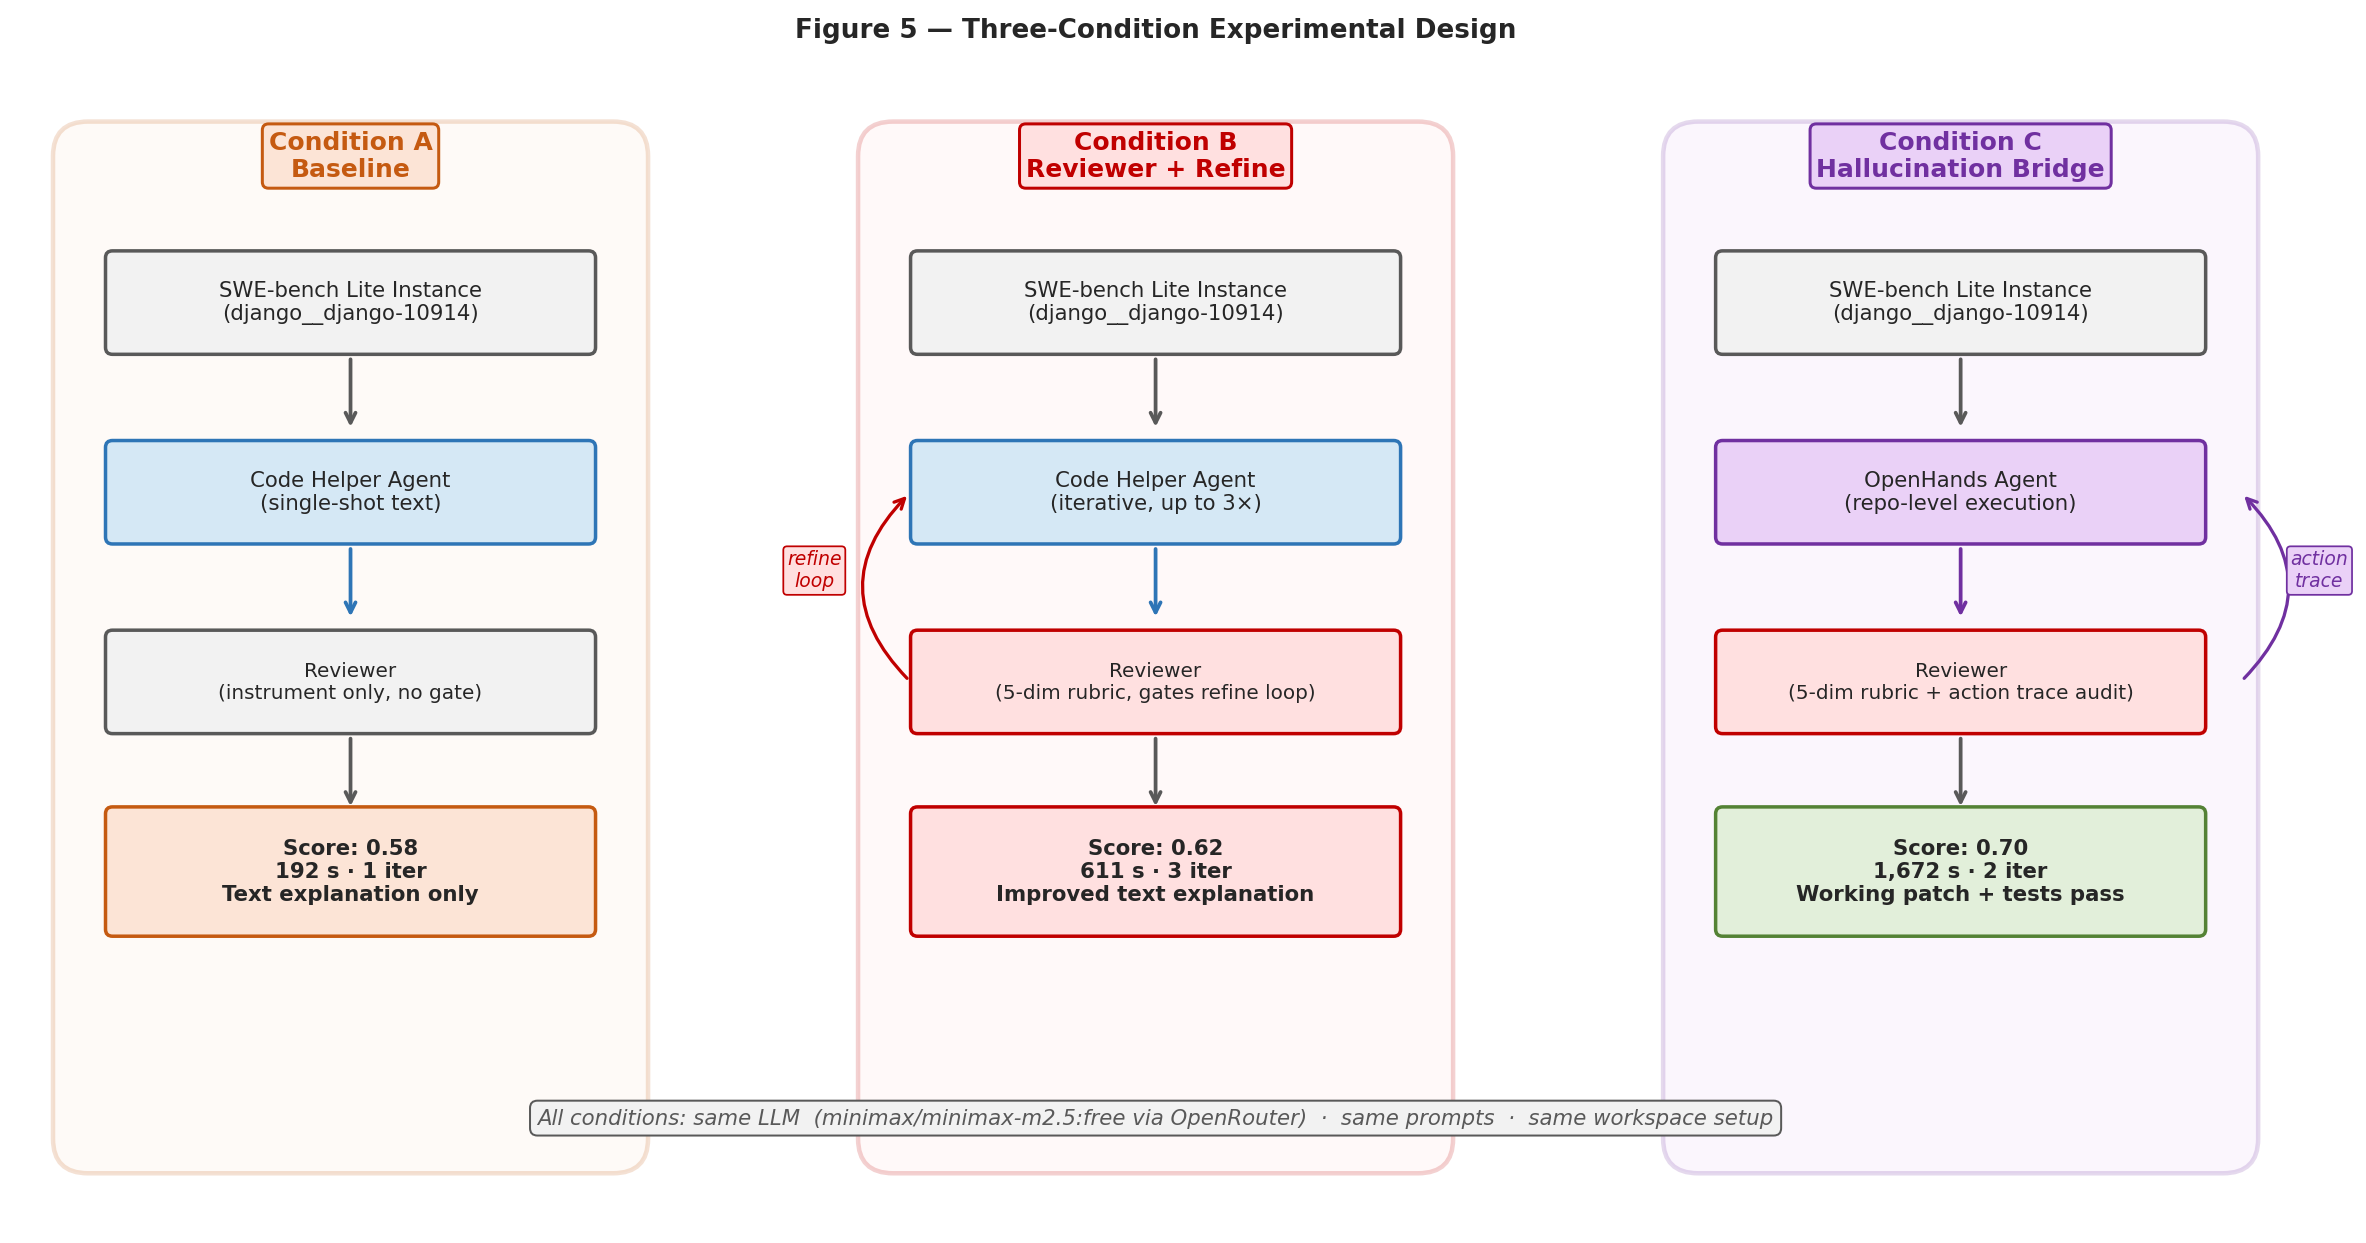 Figure 5 — Three-Condition Experimental Design
Condition A
Baseline
SWE-bench Lite Instance
(django__django-10914)
Code Helper Agent
(single-shot text)
Reviewer
(instrument only, no gate)
Score: 0.58
192 s · 1 iter
Text explanation only
Condition B
Reviewer + Refine
SWE-bench Lite Instance
(django__django-10914)
Code Helper Agent
(iterative, up to 3×)
refine
loop
Reviewer
(5-dim rubric, gates refine loop)
Score: 0.62
611 s · 3 iter
Improved text explanation
Condition C
Hallucination Bridge
SWE-bench Lite Instance
(django__django-10914)
OpenHands Agent
(repo-level execution)
action
trace
Reviewer
(5-dim rubric + action trace audit)
Score: 0.70
1,672 s · 2 iter
Working patch + tests pass
All conditions: same LLM (minimax/minimax-m2.5:free via OpenRouter) · same prompts · same workspace setup